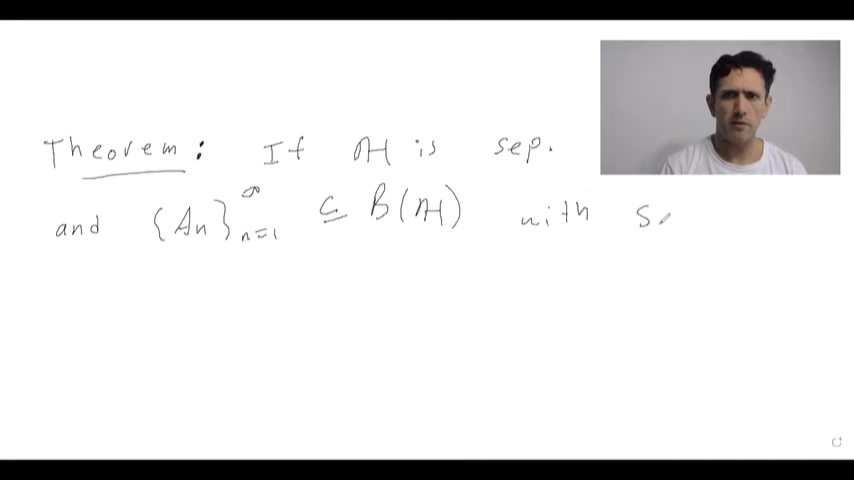 Theorem: If H is sep.
and {An}∞n=1 ⊆ B(H) with S